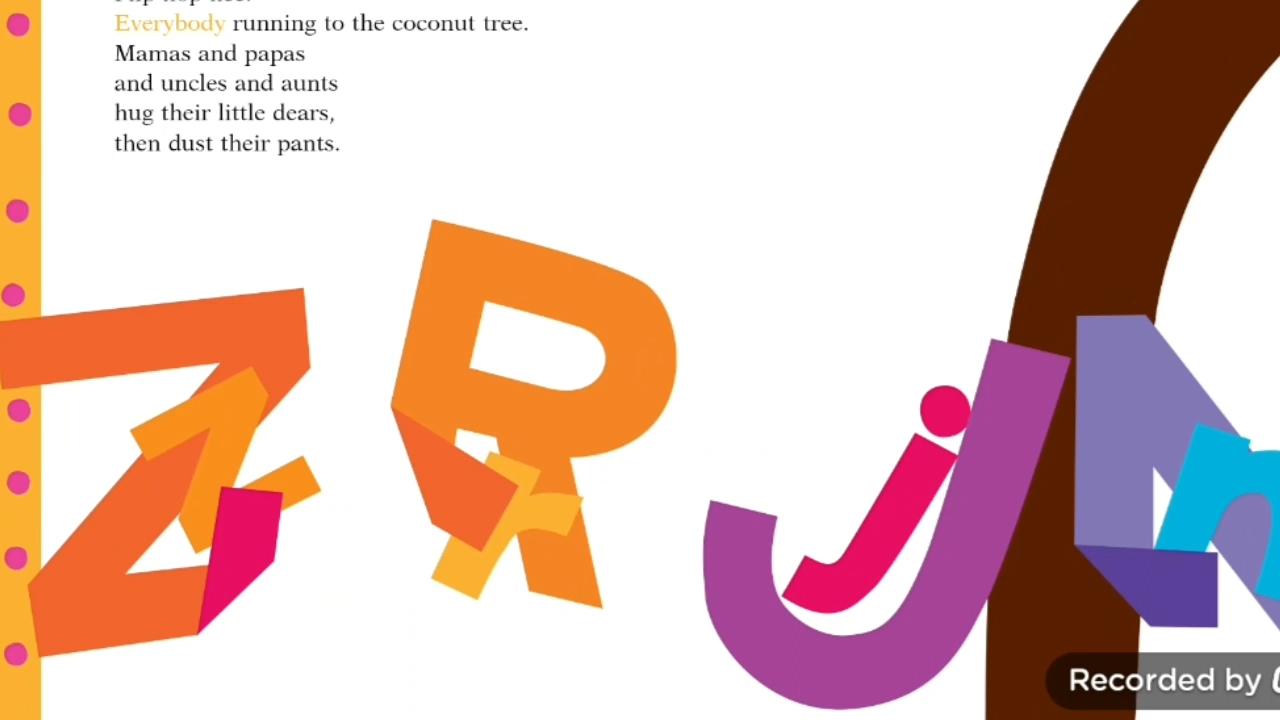 Everybody running to the coconut tree.
Mamas and papas
and uncles and aunts
hug their little dears,
then dust their pants.
Z z R r J j N n
Recorded by